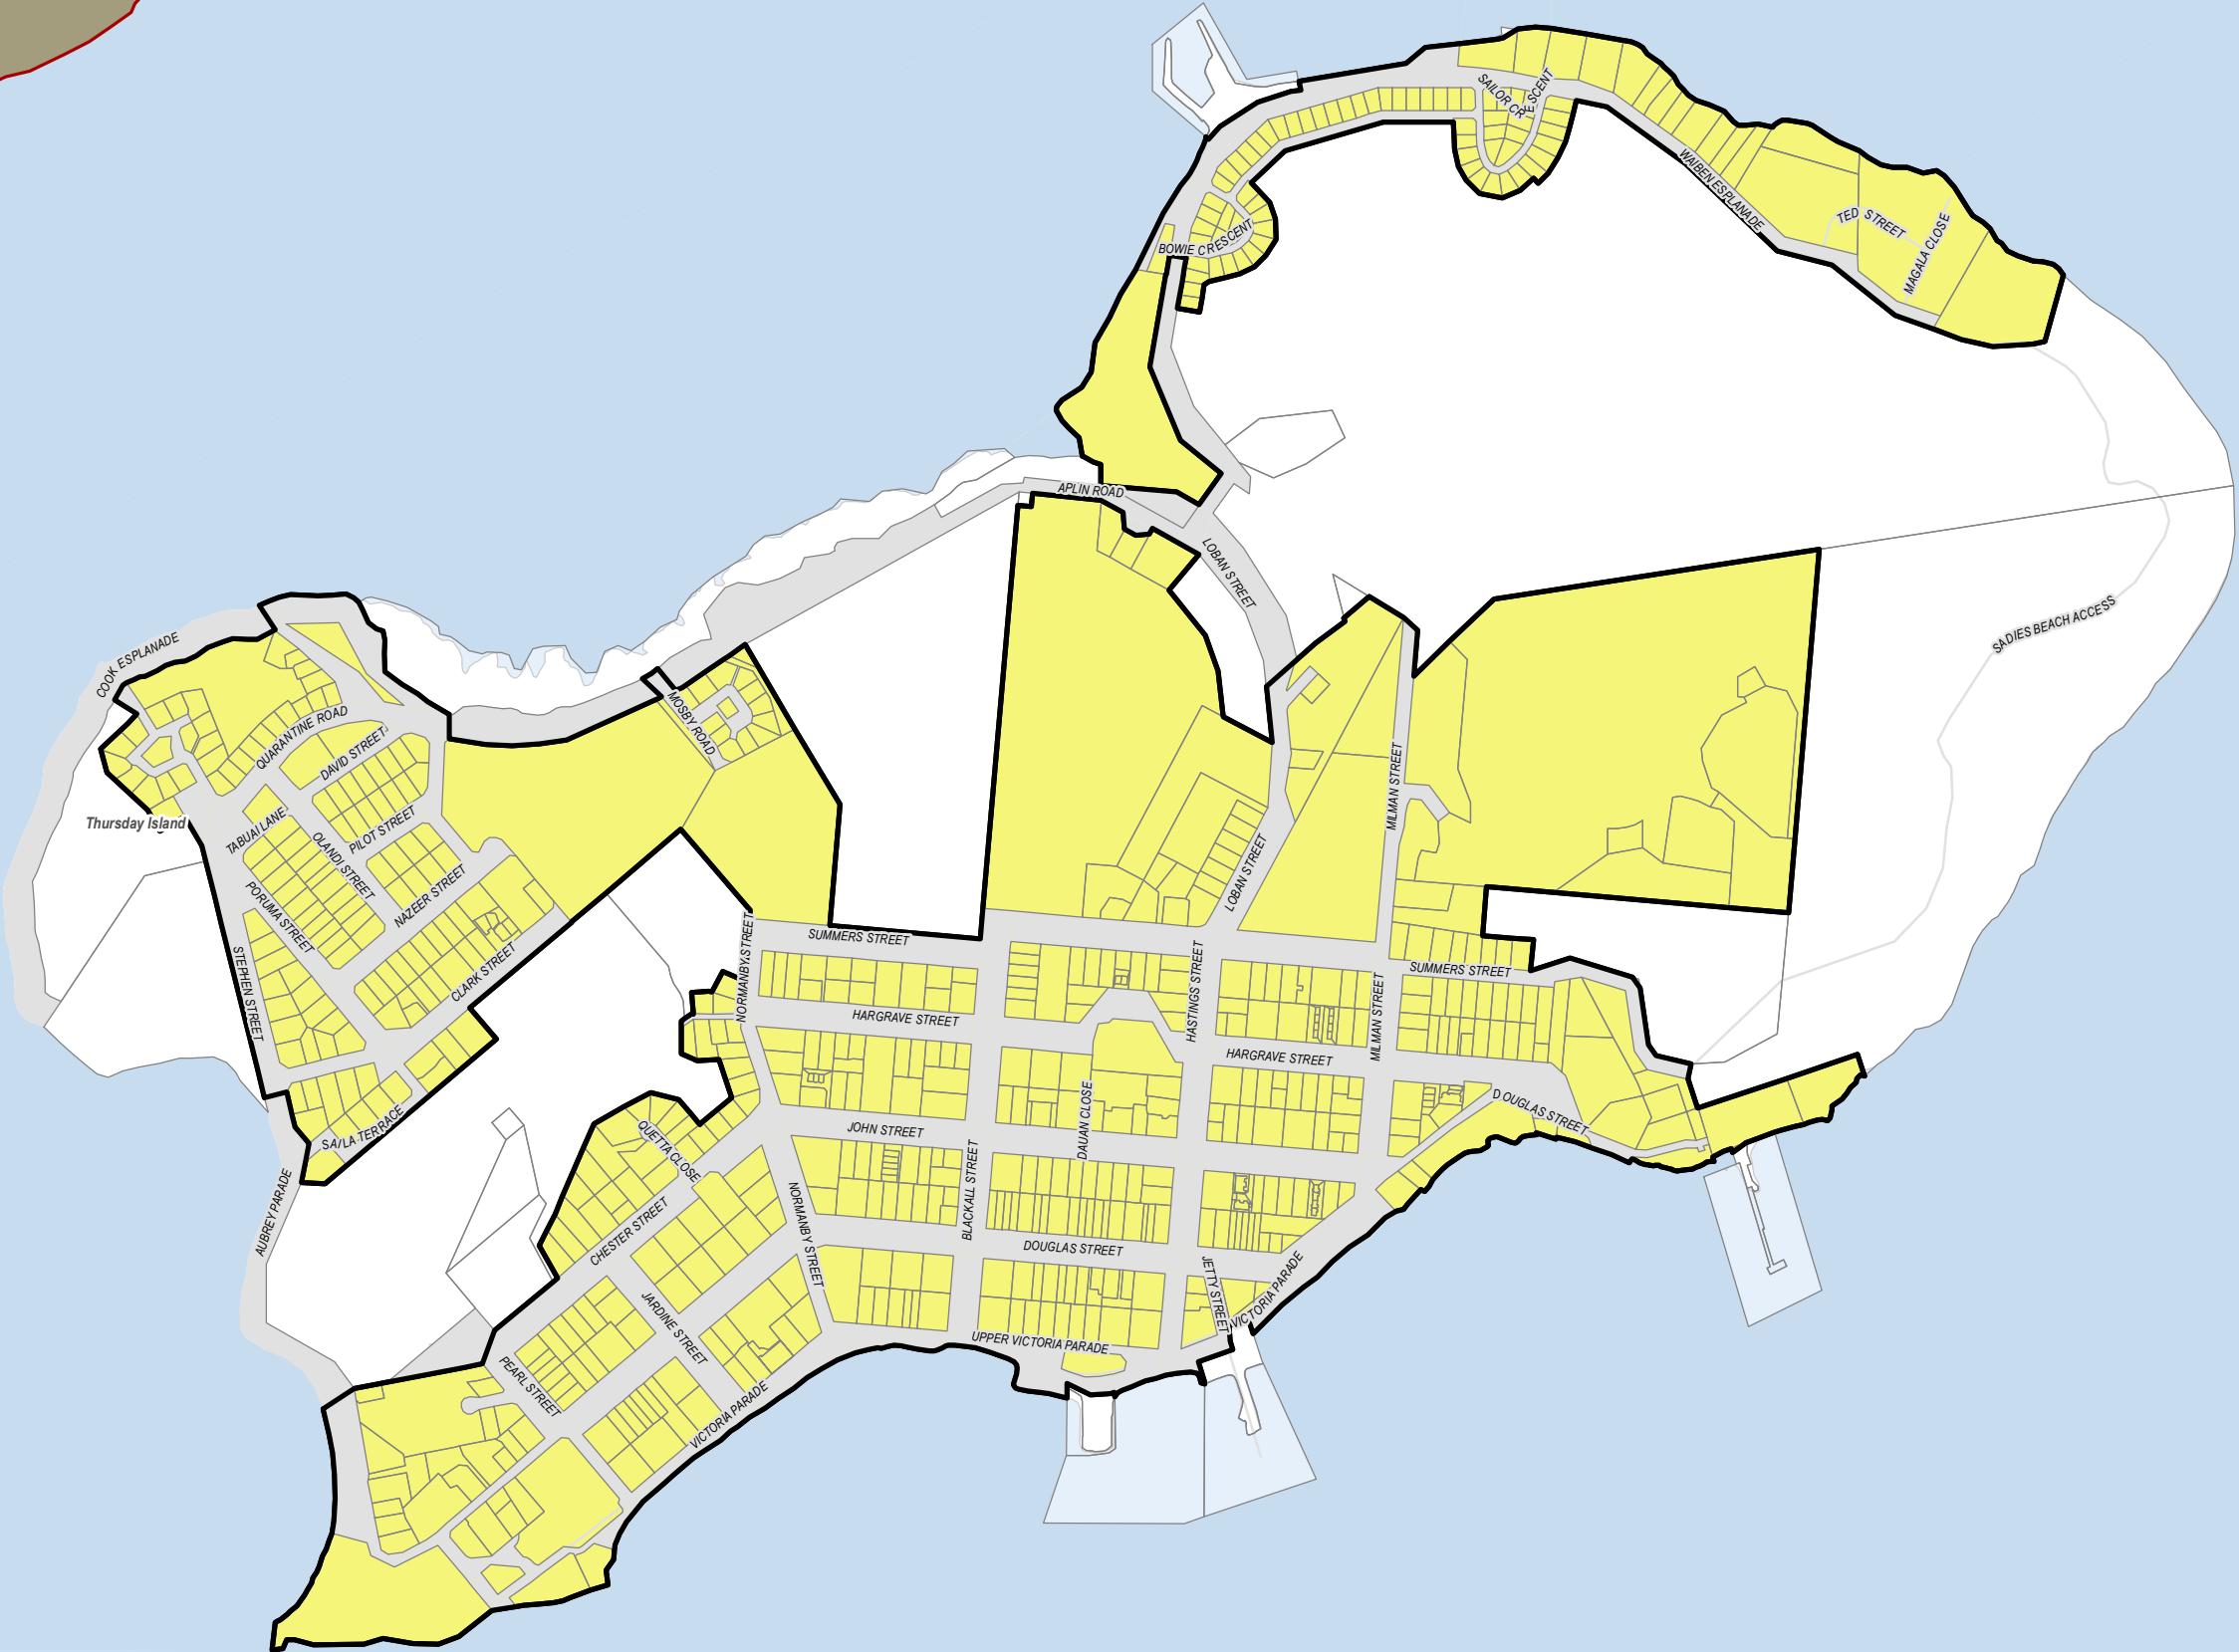 SAILOR CRESCENT
WAIBEN ESPLANADE
TED STREET
MAGALA CLOSE
BOWIE CRESCENT
APLIN ROAD
LOBAN STREET
SADIES BEACH ACCESS
COOK ESPLANADE
MOSBY ROAD
QUARANTINE ROAD
DAVID STREET
MILMAN STREET
Thursday Island
TABUAI LANE
OLANDI STREET
PILOT STREET
LOBAN STREET
NAZEER STREET
PORUMA STREET
SUMMERS STREET
STEPHEN STREET
CLARK STREET
NORMANBY STREET
HASTINGS STREET
SUMMERS STREET
MILMAN STREET
HARGRAVE STREET
HARGRAVE STREET
DOUGLAS STREET
SAILA TERRACE
QUETTA CLOSE
JOHN STREET
DAUAN CLOSE
AUBREY PARADE
CHESTER STREET
NORMANBY STREET
BLACKALL STREET
DOUGLAS STREET
JETTY STREET
VICTORIA PARADE
JARDINE STREET
UPPER VICTORIA PARADE
PEARL STREET
VICTORIA PARADE